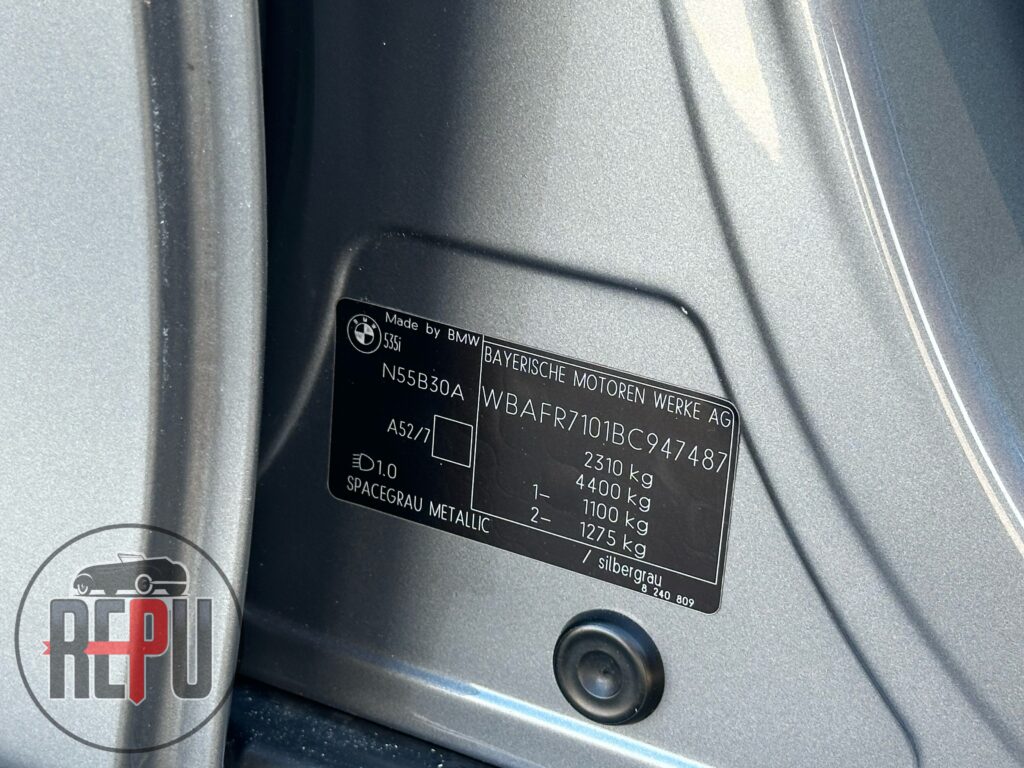 BMW
Made by BMW
535i
N55B30A
A52/7
1.0
SPACEGRAU METALLIC
BAYERISCHE MOTOREN WERKE AG
WBAFR7101BC947487
2310 kg
4400 kg
1– 1100 kg
2– 1275 kg
/ silbergrau
8 240 809
REPU